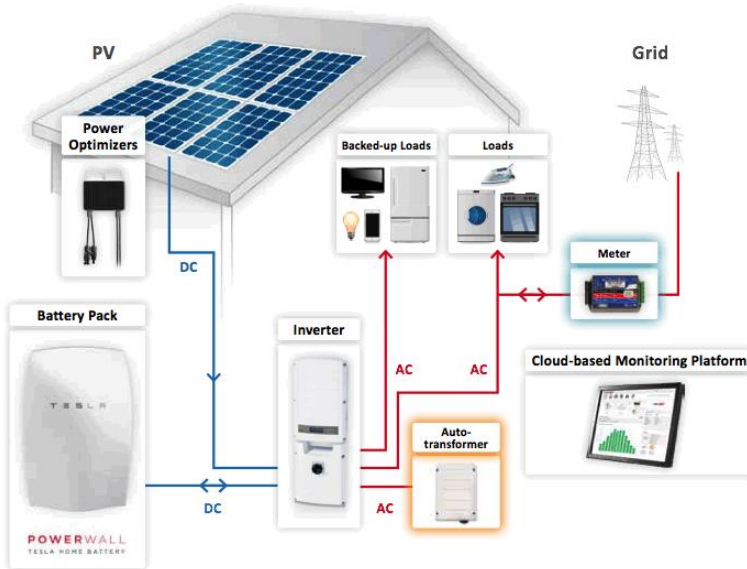 PV
Grid
Power
Optimizers
Backed-up Loads
Loads
DC
Meter
Battery Pack
Inverter
AC
AC
Cloud-based Monitoring Platform
TESLA
Auto-
transformer
DC
AC
POWERWALL
TESLA HOME BATTERY